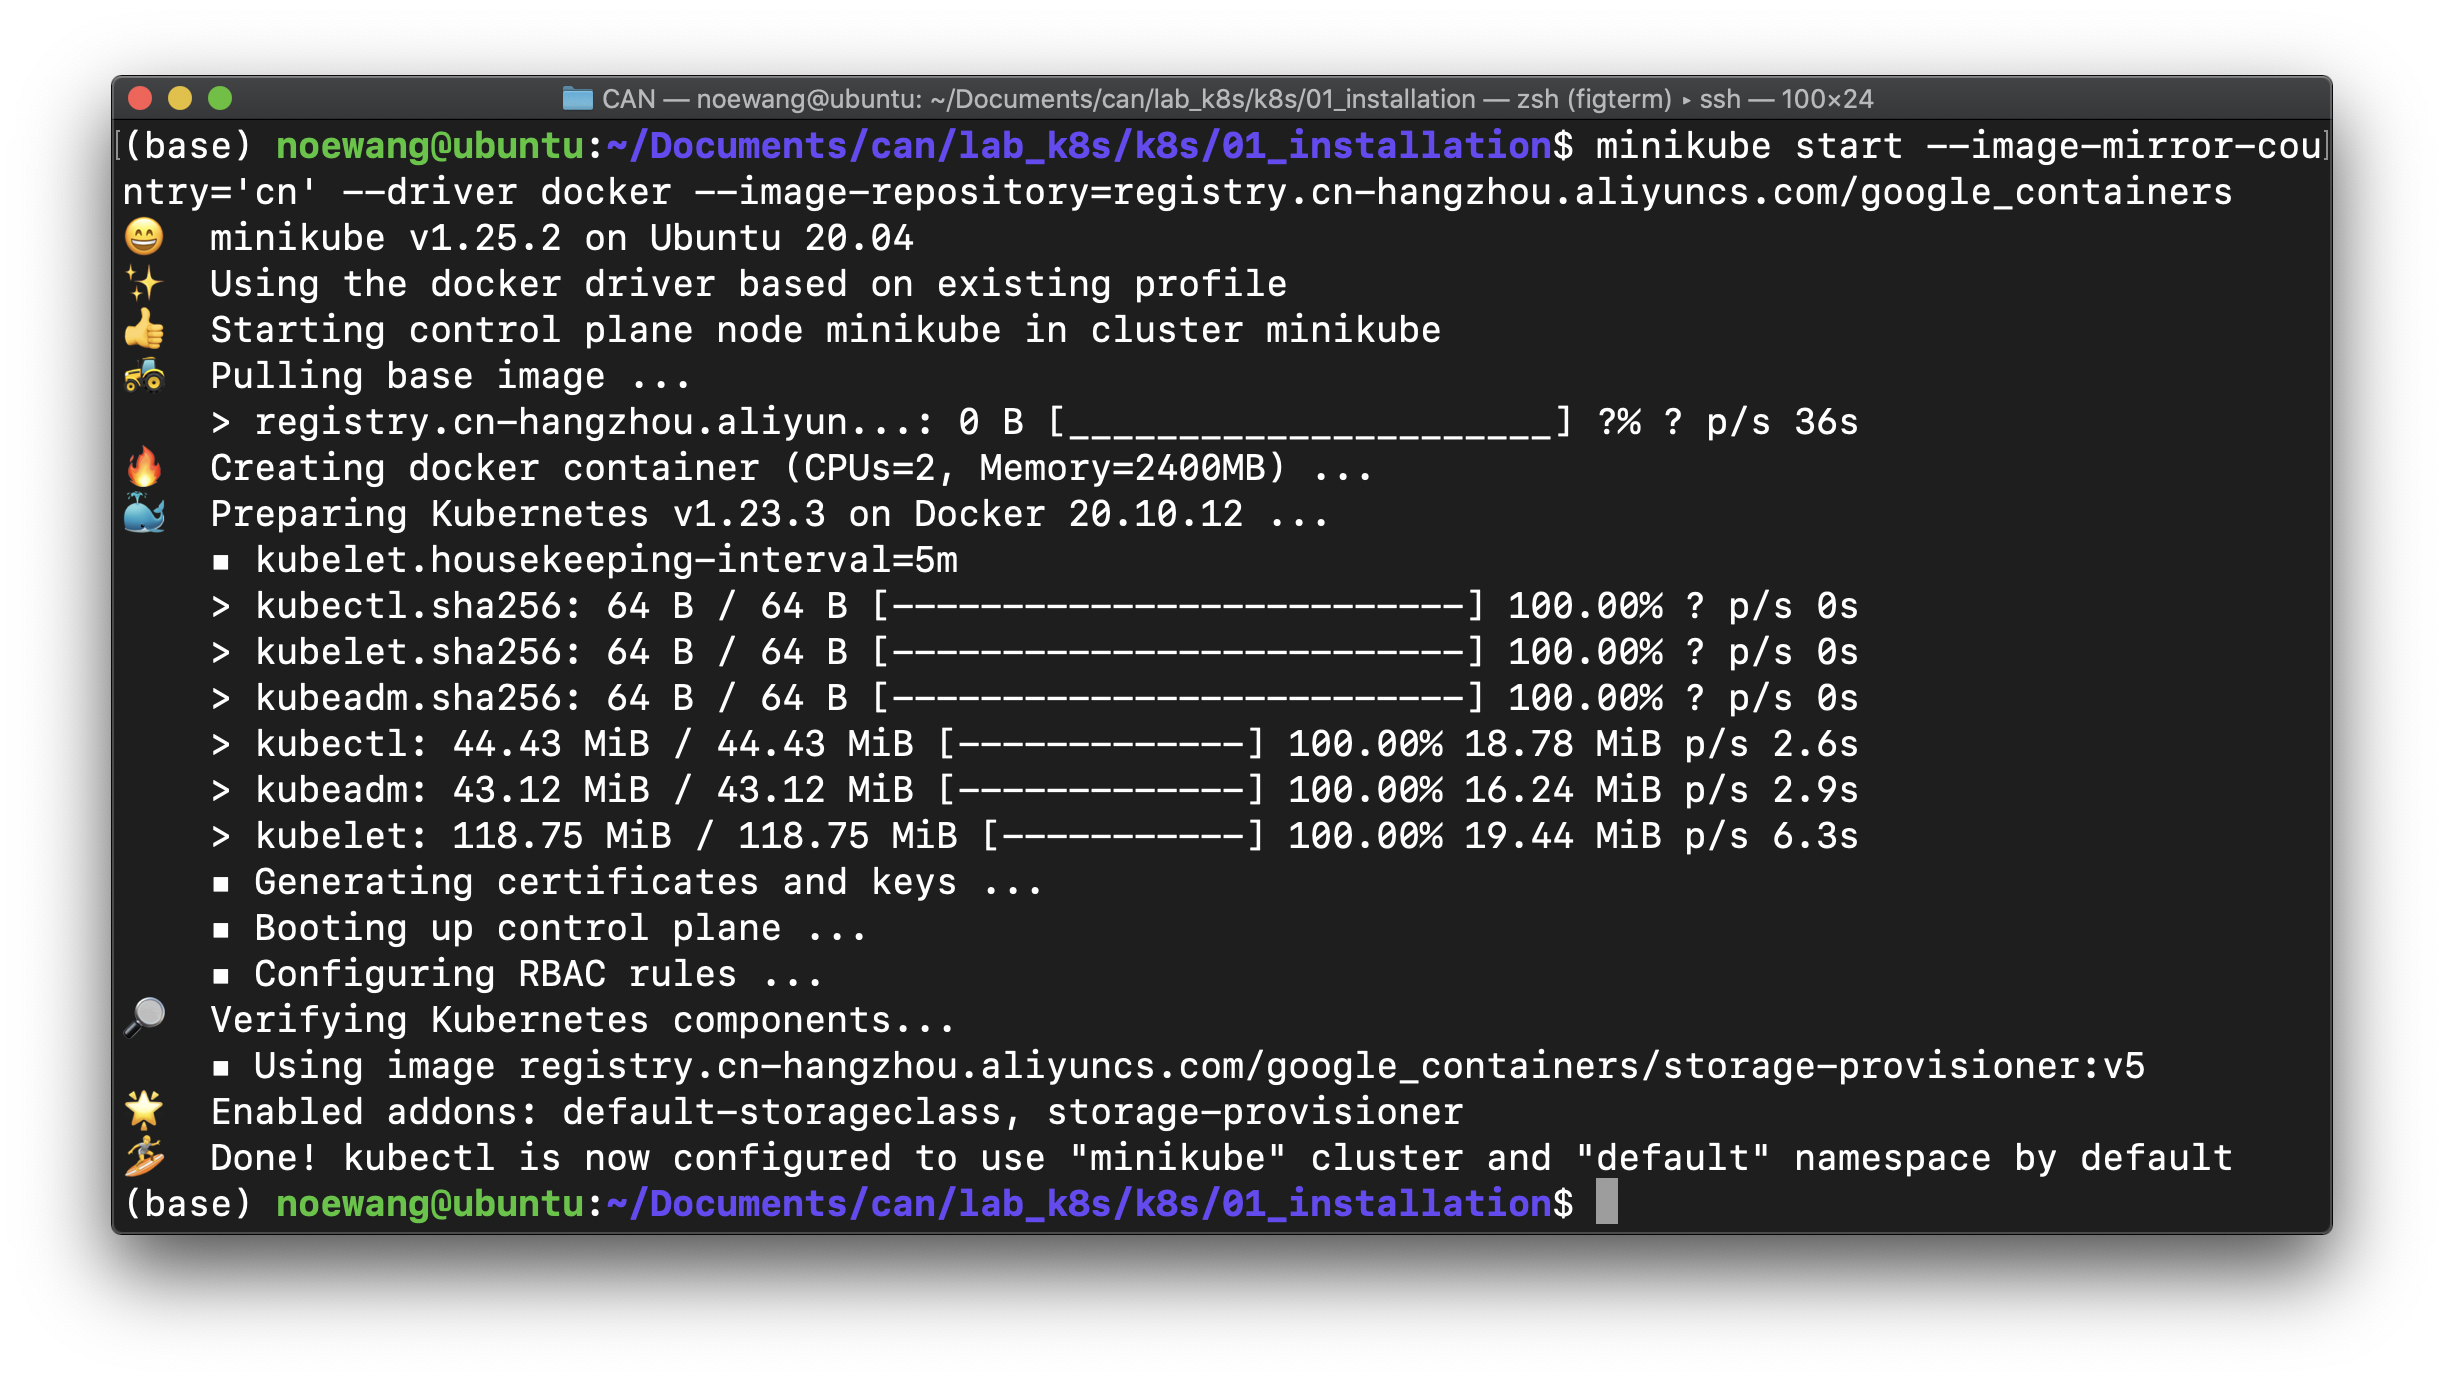 CAN — noewang@ubuntu: ~/Documents/can/lab_k8s/k8s/01_installation — zsh (figterm) ▸ ssh — 100×24
(base) noewang@ubuntu:~/Documents/can/lab_k8s/k8s/01_installation$ minikube start --image-mirror-cou
ntry='cn' --driver docker --image-repository=registry.cn-hangzhou.aliyuncs.com/google_containers
😄  minikube v1.25.2 on Ubuntu 20.04
✨  Using the docker driver based on existing profile
👍  Starting control plane node minikube in cluster minikube
🚜  Pulling base image ...
    > registry.cn-hangzhou.aliyun...: 0 B [______________________] ?% ? p/s 36s
🔥  Creating docker container (CPUs=2, Memory=2400MB) ...
🐳  Preparing Kubernetes v1.23.3 on Docker 20.10.12 ...
    ▪ kubelet.housekeeping-interval=5m
    > kubectl.sha256: 64 B / 64 B [--------------------------] 100.00% ? p/s 0s
    > kubelet.sha256: 64 B / 64 B [--------------------------] 100.00% ? p/s 0s
    > kubeadm.sha256: 64 B / 64 B [--------------------------] 100.00% ? p/s 0s
    > kubectl: 44.43 MiB / 44.43 MiB [-------------] 100.00% 18.78 MiB p/s 2.6s
    > kubeadm: 43.12 MiB / 43.12 MiB [-------------] 100.00% 16.24 MiB p/s 2.9s
    > kubelet: 118.75 MiB / 118.75 MiB [-----------] 100.00% 19.44 MiB p/s 6.3s
    ▪ Generating certificates and keys ...
    ▪ Booting up control plane ...
    ▪ Configuring RBAC rules ...
🔎  Verifying Kubernetes components...
    ▪ Using image registry.cn-hangzhou.aliyuncs.com/google_containers/storage-provisioner:v5
🌟  Enabled addons: default-storageclass, storage-provisioner
🏄  Done! kubectl is now configured to use "minikube" cluster and "default" namespace by default
(base) noewang@ubuntu:~/Documents/can/lab_k8s/k8s/01_installation$